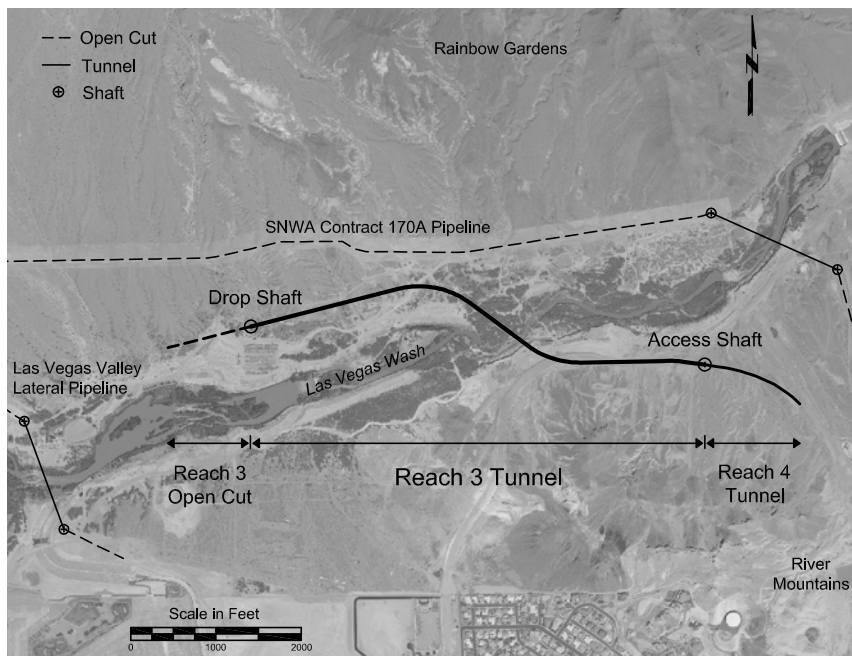 Open Cut
Tunnel
Shaft
Rainbow Gardens
N
SNWA Contract 170A Pipeline
Drop Shaft
Access Shaft
Las Vegas Wash
Las Vegas Valley
Lateral Pipeline
Reach 3
Open Cut
Reach 3 Tunnel
Reach 4
Tunnel
River
Mountains
Scale in Feet
0 1000 2000